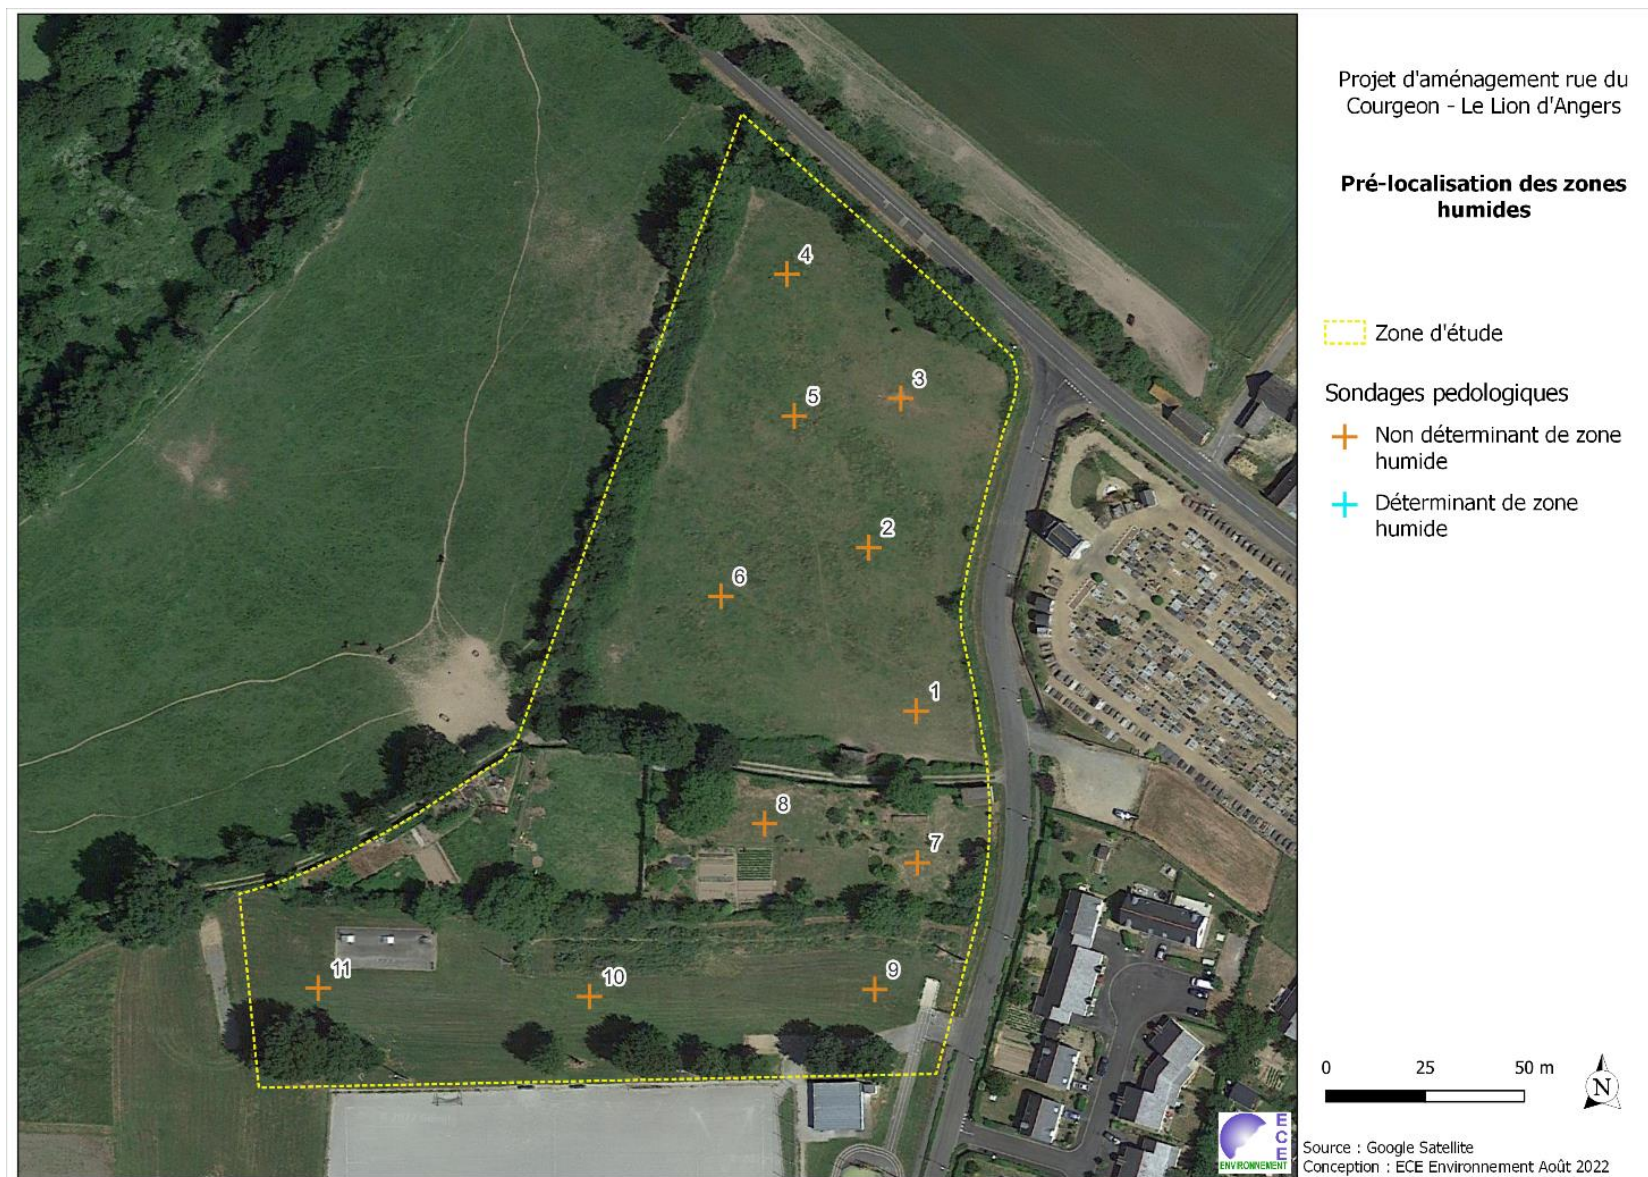 Projet d'aménagement rue du
Courgeon - Le Lion d'Angers
Pré-localisation des zones
humides
Zone d'étude
Sondages pedologiques
Non déterminant de zone
humide
Déterminant de zone
humide
4
3
5
2
6
1
8
7
11
10
9
0 25 50 m
N
ECE
ENVIRONNEMENT
Source : Google Satellite
Conception : ECE Environnement Août 2022